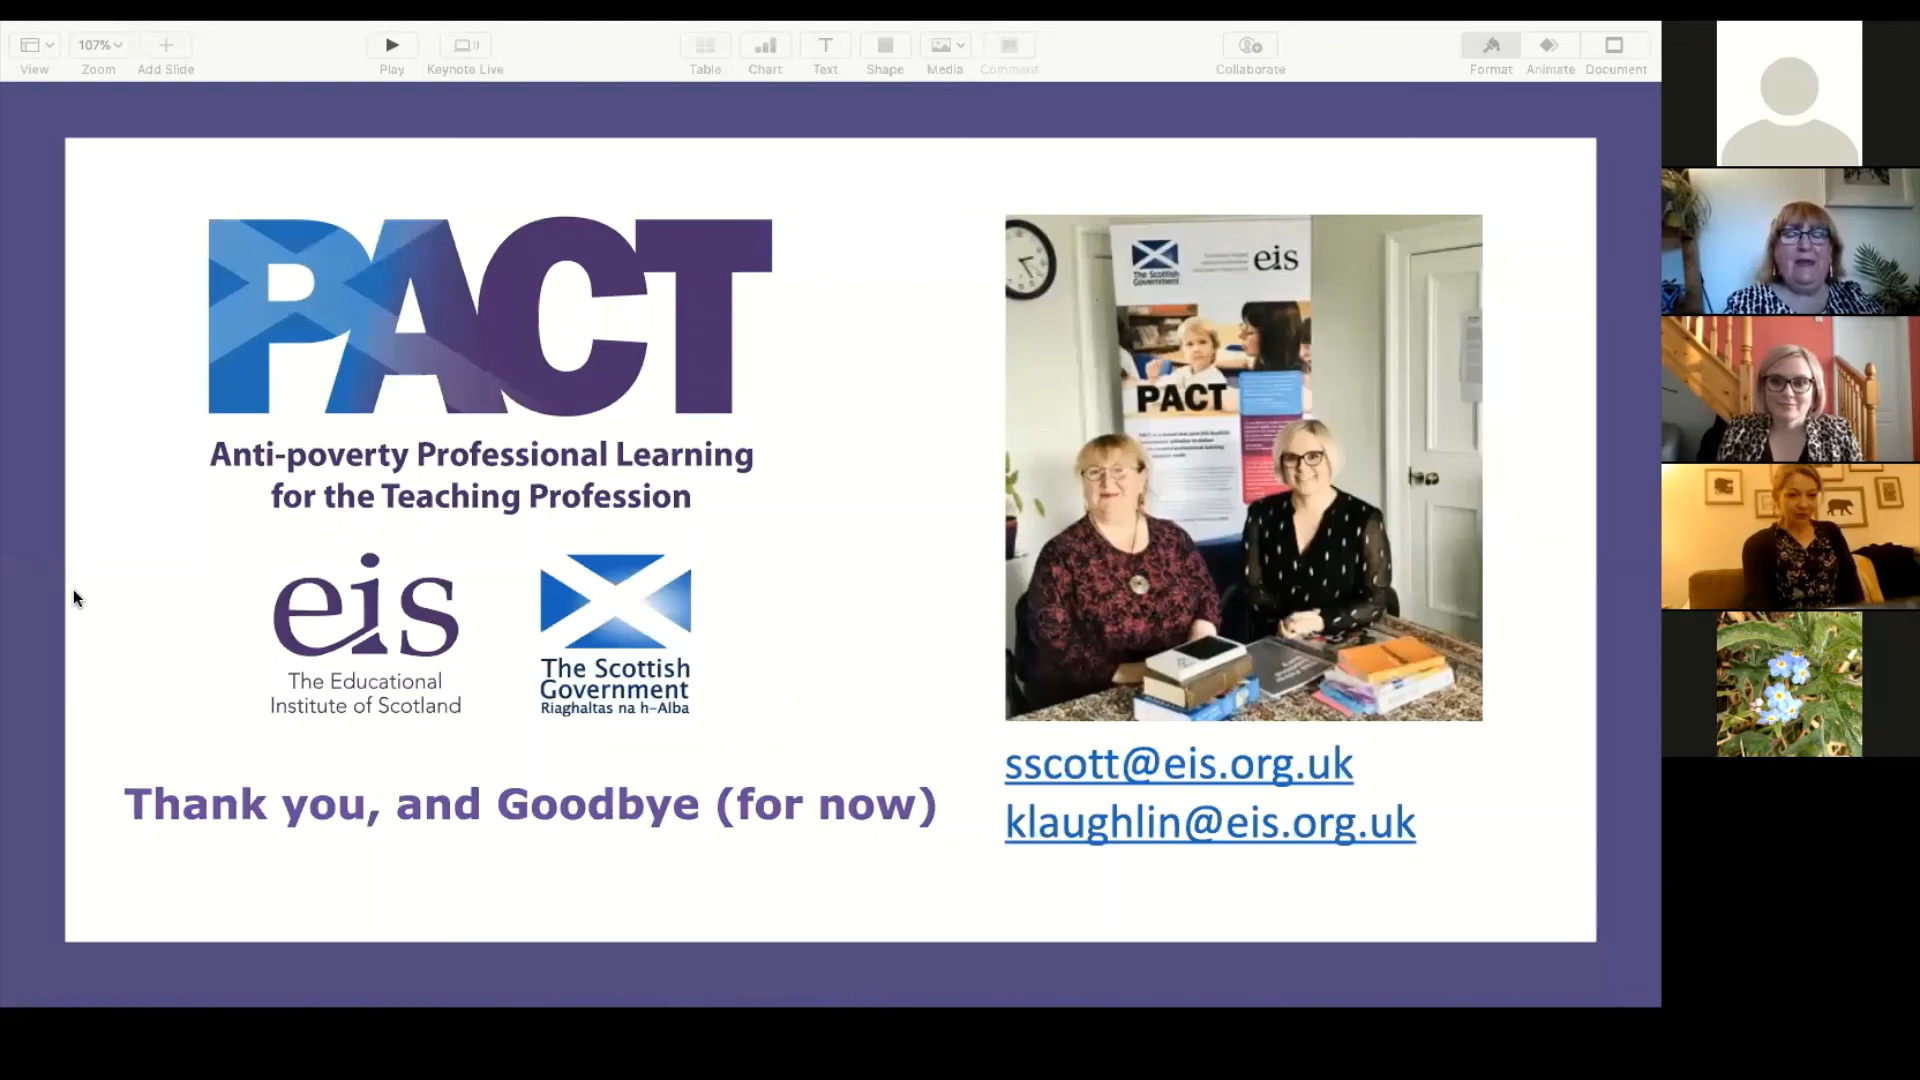 107%
View
Zoom
Add Slide
Play
Keynote Live
Table
Chart
Text
Shape
Media
Comment
Collaborate
Format
Animate
Document
PACT
Anti-poverty Professional Learning
for the Teaching Profession
eis
The Educational
Institute of Scotland
The Scottish
Government
Riaghaltas na h-Alba
Thank you, and Goodbye (for now)
The Scottish
Government
eis
PACT
sscott@eis.org.uk
klaughlin@eis.org.uk